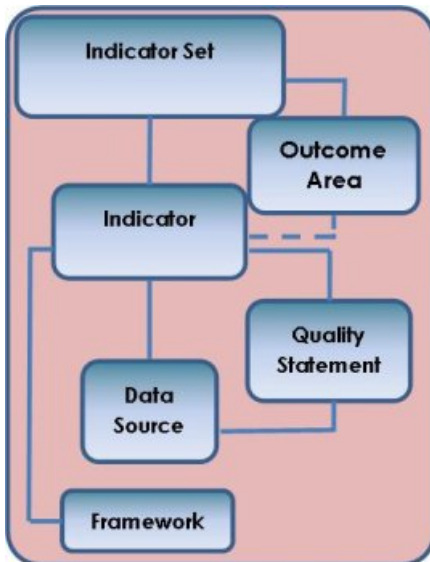 Indicator Set
Outcome
Area
Indicator
Quality
Statement
Data
Source
Framework